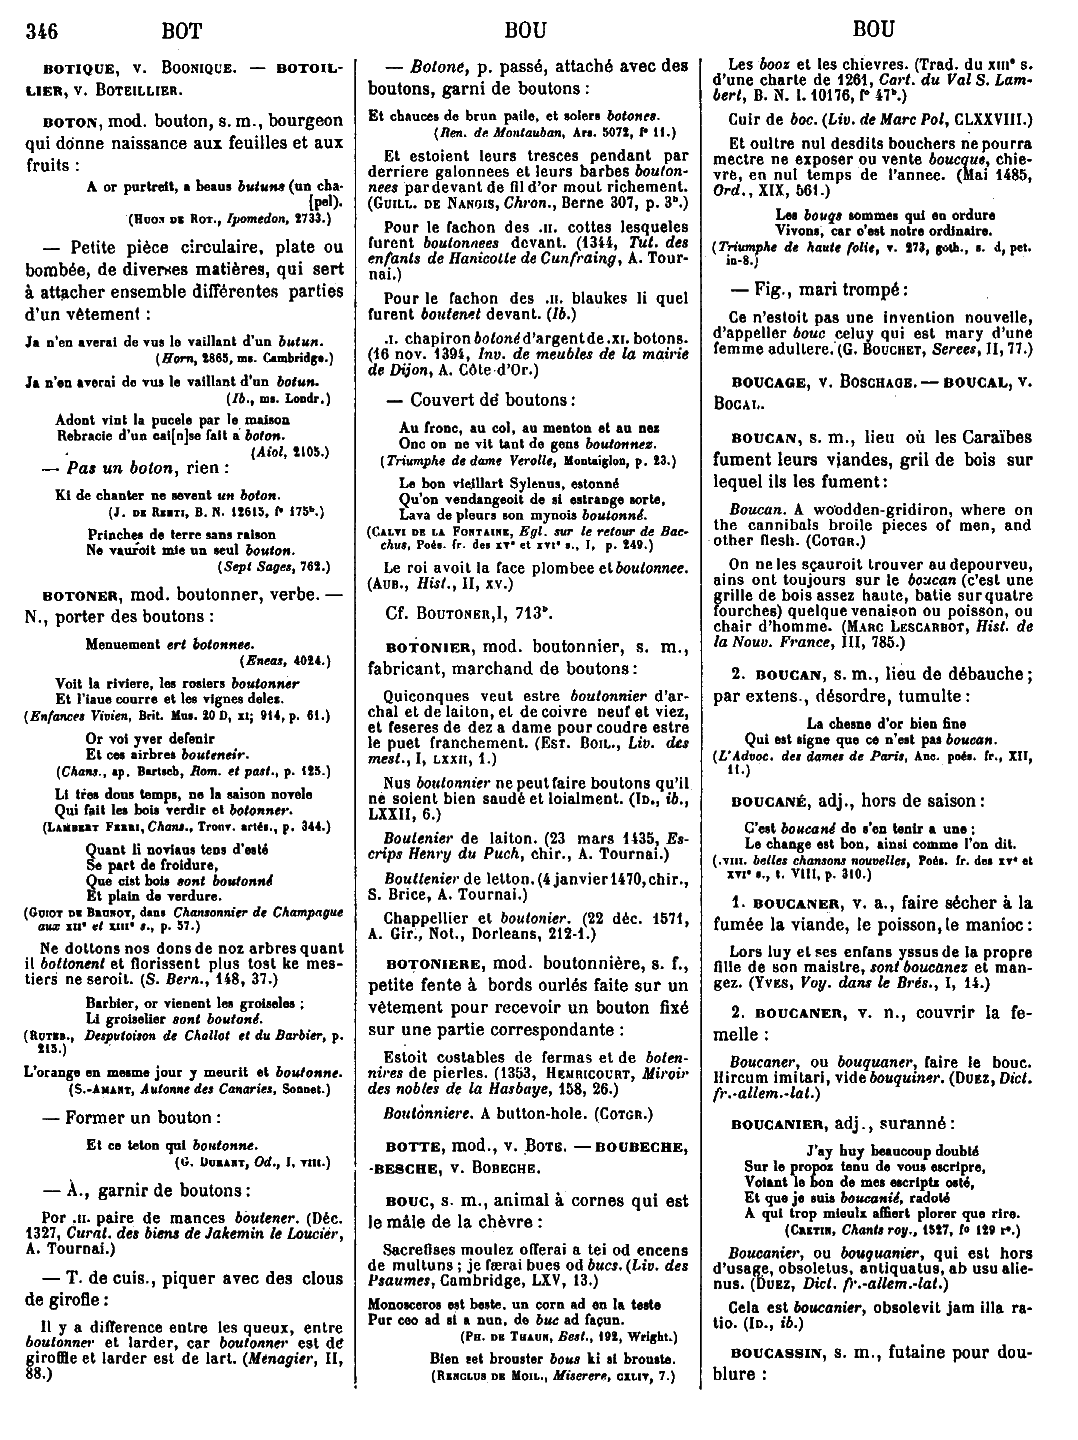 346 BOT BOU BOU
BOTIQUE, v. BOONIQUE. — BOTOIL-
LIER, v. BOTEILLIER.
BOTON, mod. bouton, s. m., bourgeon
qui donne naissance aux feuilles et aux
fruits :
A or purtreit, a beaus butuns (un cha-
[pel).
(HUON DE ROT., Ipomedon, 2733.)
— Petite pièce circulaire, plate ou
bombée, de diverses matières, qui sert
à attacher ensemble différentes parties
d'un vêtement :
Ja n'en averai de vus le vaillant d'un butun.
(Horn, 2865, ms. Cambridge.)
Ja n'en averai de vus le vaillant d'un botun.
(Ib., ms. Londr.)
Adont vint la pucele par le maison
Rebracie d'un cai[n]se fait a boton.
(Aiol, 2105.)
— Pas un boton, rien :
Ki de chanter ne sevent un boton.
(J. DE RENTI, B. N. 12615, f° 175ᵇ.)
Princhés de terre sans raison
Ne vauroit mie un seul bouton.
(Sept Sages, 762.)
BOTONER, mod. boutonner, verbe. —
N., porter des boutons :
Menuement ert botonnee.
(Eneas, 4024.)
Voit la riviere, les rosiers boutonner
Et l'iaue courre et les vignes delez.
(Enfances Vivien, Brit. Mus. 20 D, XI; 914, p. 61.)
Or voi yver defenir
Et ces airbres bouteneir.
(Chans., ap. Bartsch, Rom. et past., p. 125.)
Li tres dous temps, ne la saison novele
Qui fait les bois verdir et botonner.
(LAMBERT FERRI, Chans., Trouv. artés., p. 344.)
Quant li noviaus tens d'esté
Se part de froidure,
Que cist bois sont boutonné
Et plain de verdure.
(GUIOT DE BRUNOT, dans Chansonnier de Champagne
aux XIIᵉ et XIIIᵉ s., p. 57.)
Ne dottons nos dons de noz arbres quant
il bottonent et florissent plus tost ke mes-
tiers ne seroit. (S. Bern., 148, 37.)
Barbier, or vienent les groiseles ;
Li groiselier sont boutoné.
(RUTEB., Desputoison de Challot et du Barbier, p.
215.)
L'orange en mesme jour y meurit et boutonne.
(S.-AMANT, Autonne des Canaries, Sonnet.)
— Former un bouton :
Et ce teton qui boutonne.
(G. DURANT, Od., I, VIII.)
— A., garnir de boutons :
Por .II. paire de mances boutener. (Déc.
1327, Curat. des biens de Jakemin le Loucier,
A. Tournai.)
— T. de cuis., piquer avec des clous
de girofle :
Il y a difference entre les queux, entre
boutonner et larder, car boutonner est de
giroffle et larder est de lart. (Menagier, II,
88.)
— Botoné, p. passé, attaché avec des
boutons, garni de boutons :
Et chauces de brun paile, et solers botones.
(Ren. de Montauban, Ars. 5072, f° 11.)
Et estoient leurs tresces pendant par
derriere galonnees et leurs barbes bouton-
nees par devant de fil d'or mout richement.
(GUILL. DE NANGIS, Chron., Berne 307, p. 3ᵇ.)
Pour le fachon des .II. cottes lesqueles
furent boutonnees devant. (1344, Tut. des
enfants de Hanicotte de Cunfraing, A. Tour-
nai.)
Pour le fachon des .II. blaukes li quel
furent boutenet devant. (Ib.)
.I. chapiron botoné d'argent de .XI. botons.
(16 nov. 1394, Inv. de meubles de la mairie
de Dijon, A. Côte-d'Or.)
— Couvert de boutons :
Au fronc, au col, au menton et au nez
Onc on ne vit tant de gens boutonnez.
(Triumphe de dame Verolle, Montaiglon, p. 23.)
Le bon vieillart Sylenus, estonné
Qu'on vendangeoit de si estrange sorte,
Lava de pleurs son mynois boutonné.
(CALVI DE LA FONTAINE, Egl. sur le retour de Bac-
chus, Poés. fr. des XVᵉ et XVIᵉ s., I, p. 249.)
Le roi avoit la face plombee et boutonnee.
(AUB., Hist., II, XV.)
Cf. BOUTONER, I, 713ᵇ.
BOTONIER, mod. boutonnier, s. m.,
fabricant, marchand de boutons :
Quiconques veut estre boutonnier d'ar-
chal et de laiton, et de coivre neuf et viez,
et feseres de dez a dame pour coudre estre
le puet franchement. (EST. BOIL., Liv. des
mest., I, LXXII, 1.)
Nus boutonnier ne peut faire boutons qu'il
ne soient bien saudé et loialment. (ID., ib.,
LXXII, 6.)
Boutenier de laiton. (23 mars 1435, Es-
crips Henry du Puch, chir., A. Tournai.)
Bouttenier de letton. (4 janvier 1470, chir.,
S. Brice, A. Tournai.)
Chappellier et boutonier. (22 déc. 1571,
A. Gir., Not., Dorleans, 212-1.)
BOTONIERE, mod. boutonnière, s. f.,
petite fente à bords ourlés faite sur un
vêtement pour recevoir un bouton fixé
sur une partie correspondante :
Estoit custables de fermas et de boten-
nires de pierles. (1353, HEMRICOURT, Miroir
des nobles de la Hasbaye, 158, 26.)
Boutonniere. A button-hole. (COTGR.)
BOTTE, mod., v. BOTE. — BOUBECHE,
-BESCHE, v. BOBECHE.
BOUC, s. m., animal à cornes qui est
le mâle de la chèvre :
Sacrefises moulez offerai a tei od encens
de multuns ; je færai bues od bucs. (Liv. des
Psaumes, Cambridge, LXV, 13.)
Monosceros est beste, un corn ad en la teste
Pur ceo ad si a nun, de buc ad façun.
(PH. DE THAUN, Best., 192, Wright.)
Bien set brouster bous ki si brouste.
(RENCLUS DE MOIL., Miserere, CXLIV, 7.)
Les booz et les chievres. (Trad. du XIIIᵉ s.
d'une charte de 1261, Cart. du Val S. Lam-
bert, B. N. l. 10176, f° 47ᵇ.)
Cuir de boc. (Liv. de Marc Pol, CLXXVIII.)
Et oultre nul desdits bouchers ne pourra
mectre ne exposer ou vente boucque, chie-
vre, en nul temps de l'annee. (Mai 1485,
Ord., XIX, 561.)
Les bouqs sommes qui en ordure
Vivons, car c'est notre ordinaire.
(Triumphe de haute folie, v. 273, goth., s. d, pet.
in-8.)
— Fig., mari trompé :
Ce n'estoit pas une invention nouvelle,
d'appeller bouc celuy qui est mary d'une
femme adultere. (G. BOUCHET, Serees, II, 77.)
BOUCAGE, v. BOSCHAGE. — BOUCAL, v.
BOCAL.
BOUCAN, s. m., lieu où les Caraïbes
fument leurs viandes, gril de bois sur
lequel ils les fument :
Boucan. A wodden-gridiron, where on
the cannibals broile pieces of men, and
other flesh. (COTGR.)
On ne les sçauroit trouver au depourveu,
ains ont toujours sur le boucan (c'est une
grille de bois assez haute, batie sur quatre
fourches) quelque venaison ou poisson, ou
chair d'homme. (MARC LESCARBOT, Hist. de
la Nouv. France, III, 785.)
2. BOUCAN, s. m., lieu de débauche ;
par extens., désordre, tumulte :
La chesne d'or bien fine
Qui est signe que ce n'est pas boucan.
(L'Advoc. des dames de Paris, Anc. poés. fr., XII,
11.)
BOUCANÉ, adj., hors de saison :
C'est boucané de s'en tenir a une ;
Le change est bon, ainsi comme l'on dit.
(.VIII. belles chansons nouvelles, Poés. fr. des XVᵉ et
XVIᵉ s., t. VIII, p. 310.)
1. BOUCANER, v. a., faire sécher à la
fumée la viande, le poisson, le manioc :
Lors luy et ses enfans yssus de la propre
fille de son maistre, sont boucanez et man-
gez. (YVES, Voy. dans le Brés., I, 14.)
2. BOUCANER, v. n., couvrir la fe-
melle :
Boucaner, ou bouquaner, faire le bouc.
Hircum imitari, vide bouquiner. (DUEZ, Dict.
fr.-allem.-lat.)
BOUCANIER, adj., suranné :
J'ay huy beaucoup doublé
Sur le propoz tenu de vous escripre,
Voiant le bon de mes escriptz osté,
Et que je suis boucanié, radoté
A qui trop mieulx affiert plorer que rire.
(CRETIN, Chants roy., 1527, f° 129 r°.)
Boucanier, ou bouquanier, qui est hors
d'usage, obsoletus, antiquatus, ab usu alie-
nus. (DUEZ, Dict. fr.-allem.-lat.)
Cela est boucanier, obsolevit jam illa ra-
tio. (ID., ib.)
BOUCASSIN, s. m., futaine pour dou-
blure :